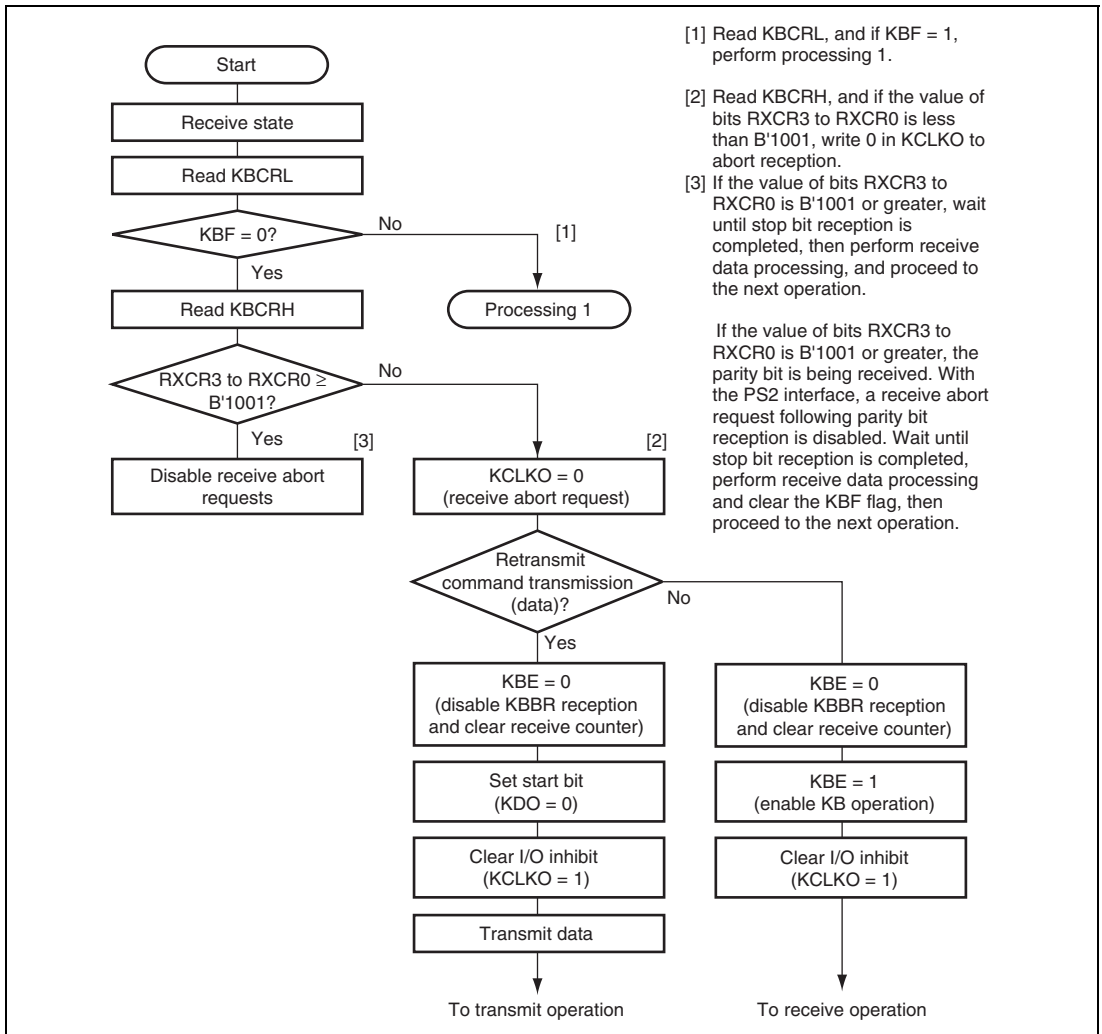 Start
Receive state
Read KBCRL
KBF = 0?
No
[1]
Yes
Processing 1
Read KBCRH
RXCR3 to RXCR0 ≥
B'1001?
No
Yes
[3]
[2]
Disable receive abort
requests
KCLKO = 0
(receive abort request)
Retransmit
command transmission
(data)?
No
Yes
KBE = 0
(disable KBBR reception
and clear receive counter)
Set start bit
(KDO = 0)
Clear I/O inhibit
(KCLKO = 1)
Transmit data
To transmit operation
KBE = 0
(disable KBBR reception
and clear receive counter)
KBE = 1
(enable KB operation)
Clear I/O inhibit
(KCLKO = 1)
To receive operation
[1] Read KBCRL, and if KBF = 1,
perform processing 1.
[2] Read KBCRH, and if the value of
bits RXCR3 to RXCR0 is less
than B'1001, write 0 in KCLKO to
abort reception.
[3] If the value of bits RXCR3 to
RXCR0 is B'1001 or greater, wait
until stop bit reception is
completed, then perform receive
data processing, and proceed to
the next operation.
If the value of bits RXCR3 to
RXCR0 is B'1001 or greater, the
parity bit is being received. With
the PS2 interface, a receive abort
request following parity bit
reception is disabled. Wait until
stop bit reception is completed,
perform receive data processing
and clear the KBF flag, then
proceed to the next operation.